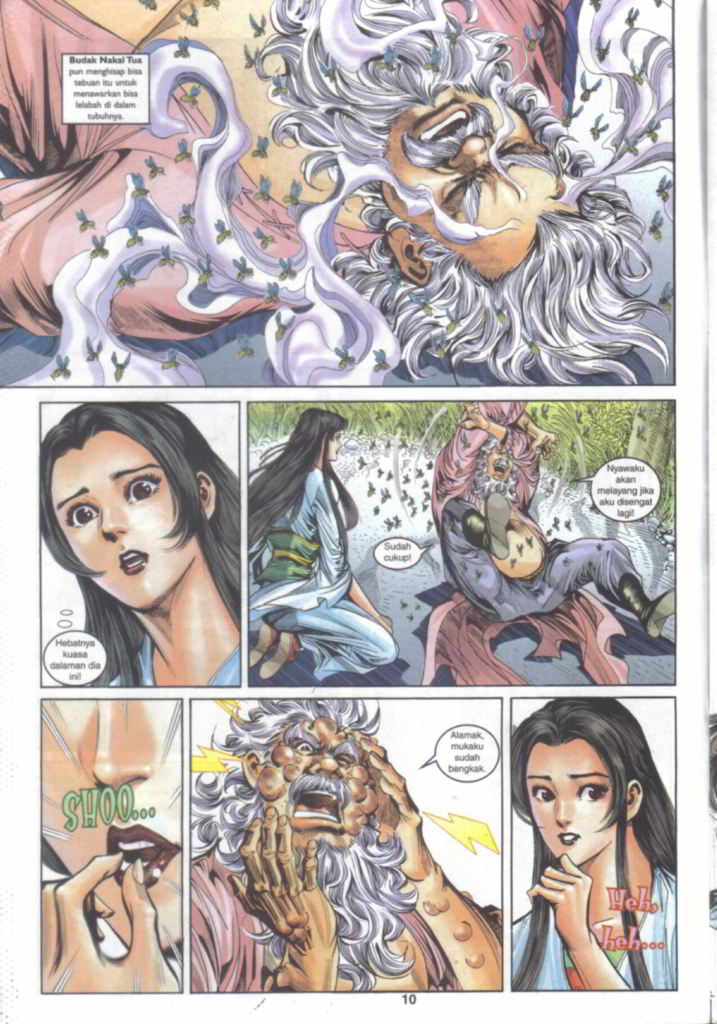 Budak Nakal Tua
pun menghisap bisa
tebuan itu untuk
menawarkan bisa
lelabah di dalam
tubuhnya.
Hebatnya
kuasa
dalaman dia
ini!
Sudah
cukup!
Nyawaku
akan
melayang jika
aku disengat
lagi!
SHOO...
Alamak,
mukaku
sudah
bengkak.
Heh,
heh...
10